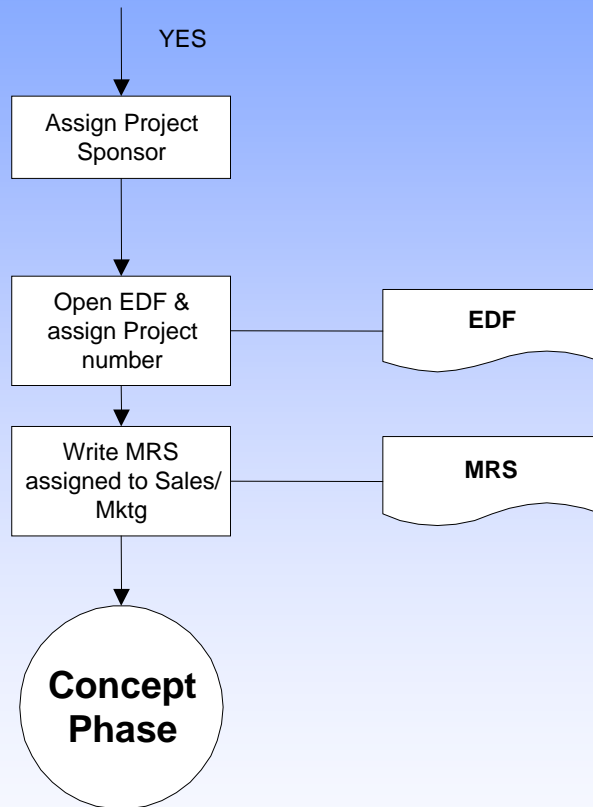 YES
Assign Project
Sponsor
Open EDF &
assign Project
number
EDF
Write MRS
assigned to Sales/
Mktg
MRS
Concept
Phase